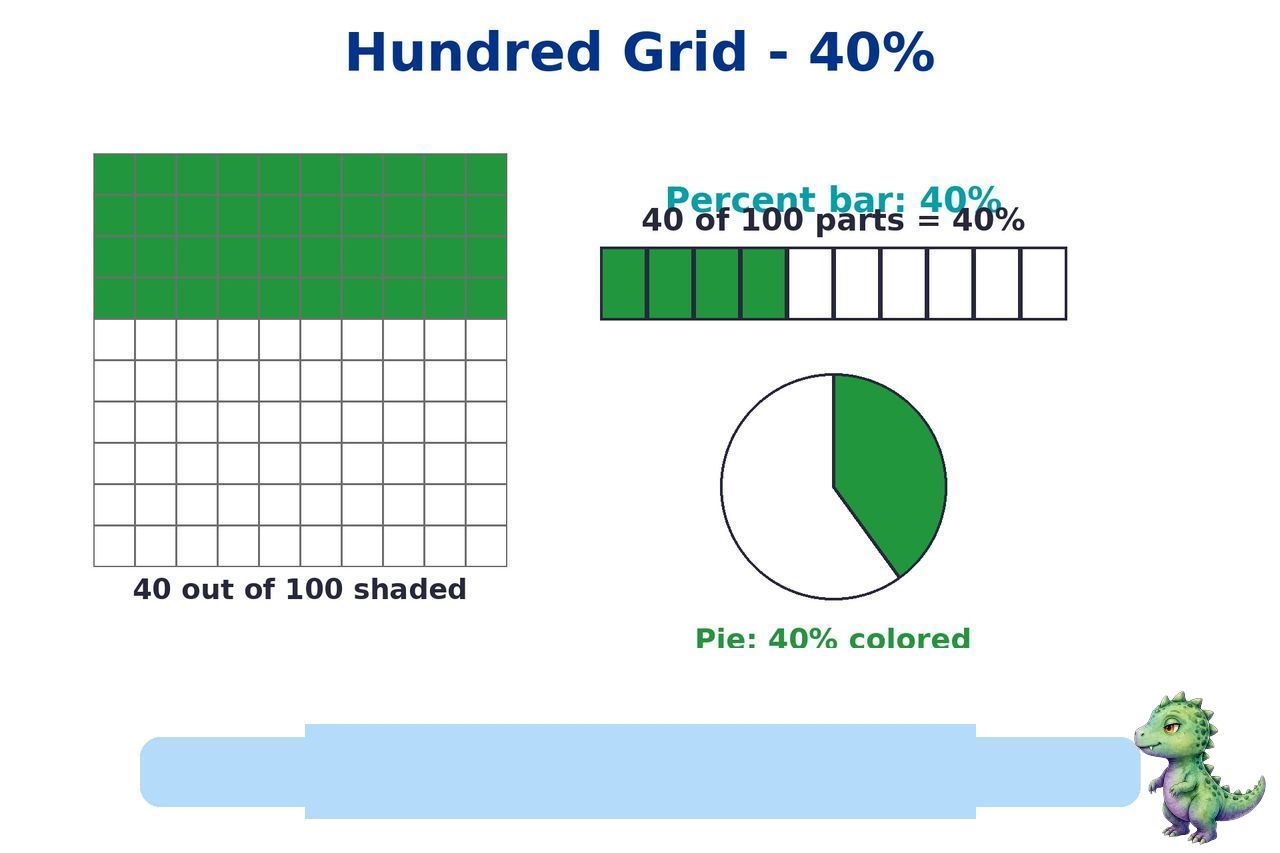 Hundred Grid - 40%
Percent bar: 40%
40 of 100 parts = 40%
40 out of 100 shaded
Pie: 40% colored